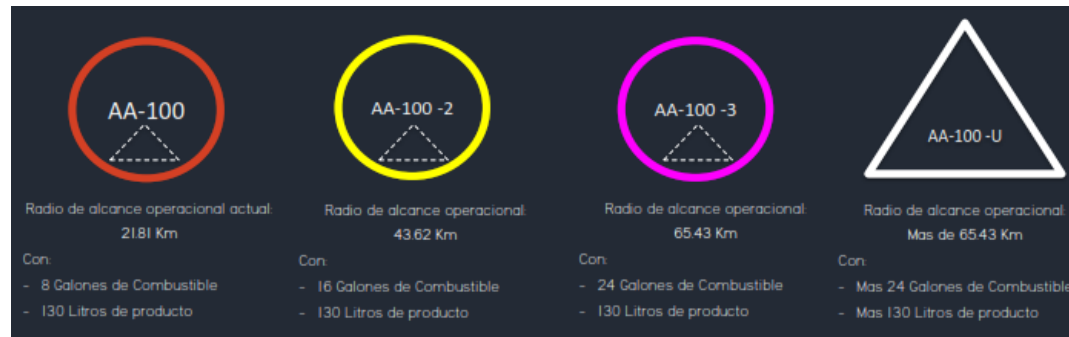 AA-100
Radio de alcance operacional actual:
21.81 Km
Con:
- 8 Galones de Combustible
- 130 Litros de producto
AA-100 -2
Radio de alcance operacional:
43.62 Km
Con:
- 16 Galones de Combustible
- 130 Litros de producto
AA-100 -3
Radio de alcance operacional:
65.43 Km
Con:
- 24 Galones de Combustible
- 130 Litros de producto
AA-100 -U
Radio de alcance operacional:
Mas de 65.43 Km
Con:
- Mas 24 Galones de Combustible
- Mas 130 Litros de producto